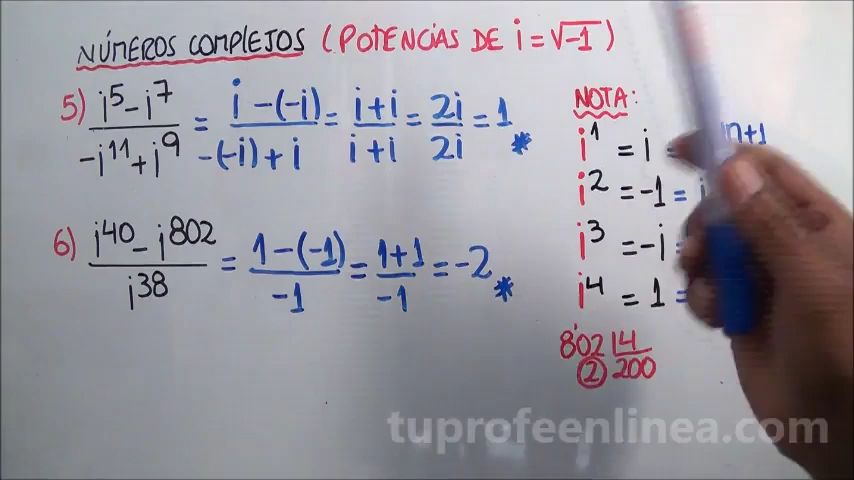 NÚMEROS COMPLEJOS (POTENCIAS DE i = √-1)
5) (i⁵ - i⁷)/(-i¹¹ + i⁹) = (i - (-i))/(-(-i) + i) = (i + i)/(i + i) = 2i/2i = 1 *
6) (i⁴⁰ - i⁸⁰²)/i³⁸ = (1 - (-1))/-1 = (1 + 1)/-1 = -2 *
NOTA:
i¹ = i =
i² = -1 =
i³ = -i =
i⁴ = 1 =
802 | 4
2 200
tuprofeenlinea.com